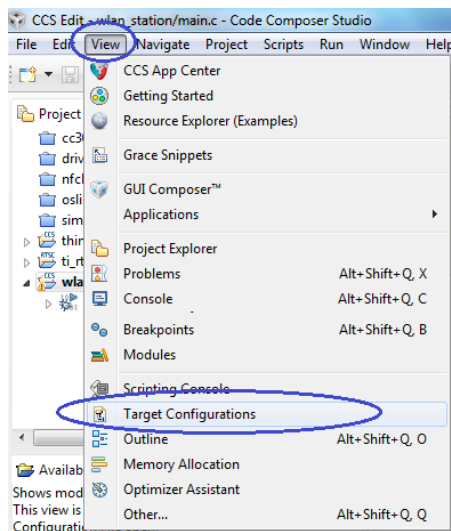 CCS Edit - wlan_station/main.c - Code Composer Studio
File Edit View Navigate Project Scripts Run Window Help
CCS App Center
Getting Started
Project
Resource Explorer (Examples)
Grace Snippets
GUI Composer™
Applications
Project Explorer
Problems Alt+Shift+Q, X
Console Alt+Shift+Q, C
Breakpoints Alt+Shift+Q, B
Modules
Scripting Console
Target Configurations
Outline Alt+Shift+Q, O
Memory Allocation
Optimizer Assistant
Other... Alt+Shift+Q, Q
Shows mod
This view is